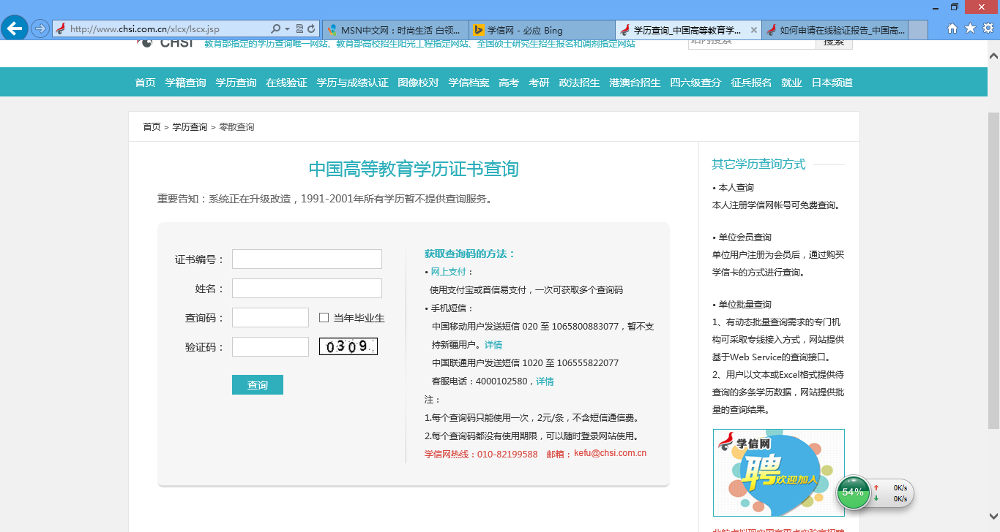 http://www.chsi.com.cn/xlcx/lscx.jsp
MSN中文网：时尚生活 白领...
学信网 - 必应 Bing
学历查询_中国高等教育学...
如何申请在线验证报告_中国高...
CHSI
教育部指定的学历查询唯一网站、教育部高校招生阳光工程指定网站、全国硕士研究生招生报名和调剂指定网站
站内搜索
搜索
首页 学籍查询 学历查询 在线验证 学历与成绩认证 图像校对 学信档案 高考 考研 政法招生 港澳台招生 四六级查分 征兵报名 就业 日本频道
首页 > 学历查询 > 零散查询
中国高等教育学历证书查询
重要告知：系统正在升级改造，1991-2001年所有学历暂不提供查询服务。
证书编号：
姓名：
查询码：
当年毕业生
验证码：
0309
查询
获取查询码的方法：
• 网上支付：
使用支付宝或首信易支付，一次可获取多个查询码
• 手机短信：
中国移动用户发送短信 020 至 1065800883077，暂不支
持新疆用户。详情
中国联通用户发送短信 1020 至 106555822077
客服电话：4000102580，详情
注：
1.每个查询码只能使用一次，2元/条，不含短信通信费。
2.每个查询码都没有使用期限，可以随时登录网站使用。
学信网热线：010-82199588 邮箱：kefu@chsi.com.cn
其它学历查询方式
• 本人查询
本人注册学信网帐号可免费查询。
• 单位会员查询
单位用户注册为会员后，通过购买
学信卡的方式进行查询。
• 单位批量查询
1、有动态批量查询需求的专门机
构可采取专线接入方式，网站提供
基于Web Service的查询接口。
2、用户以文本或Excel格式提供待
查询的多条学历数据，网站提供批
量的查询结果。
学信网
聘 欢迎加入
54%
0K/s
0K/s